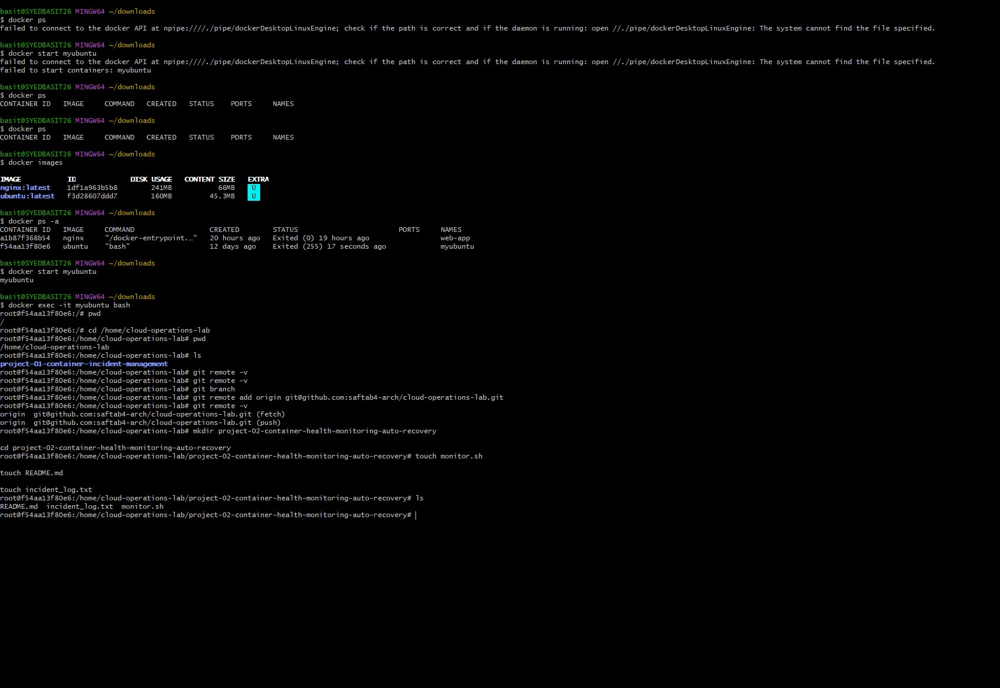 basit@SYEDBASIT26 MINGW64 ~/downloads
$ docker ps
failed to connect to the docker API at npipe:////./pipe/dockerDesktopLinuxEngine; check if the path is correct and if the daemon is running: open //./pipe/dockerDesktopLinuxEngine: The system cannot find the file specified.
basit@SYEDBASIT26 MINGW64 ~/downloads
$ docker start myubuntu
failed to connect to the docker API at npipe:////./pipe/dockerDesktopLinuxEngine; check if the path is correct and if the daemon is running: open //./pipe/dockerDesktopLinuxEngine: The system cannot find the file specified.
failed to start containers: myubuntu
basit@SYEDBASIT26 MINGW64 ~/downloads
$ docker ps
CONTAINER ID   IMAGE     COMMAND   CREATED   STATUS    PORTS     NAMES
basit@SYEDBASIT26 MINGW64 ~/downloads
$ docker ps
CONTAINER ID   IMAGE     COMMAND   CREATED   STATUS    PORTS     NAMES
basit@SYEDBASIT26 MINGW64 ~/downloads
$ docker images
IMAGE           ID             DISK USAGE   CONTENT SIZE   EXTRA
nginx:latest    1df1a963b5b8        241MB           66MB    U
ubuntu:latest   f3d28607ddd7        160MB         45.3MB    U
basit@SYEDBASIT26 MINGW64 ~/downloads
$ docker ps -a
CONTAINER ID   IMAGE     COMMAND                  CREATED        STATUS                        PORTS     NAMES
a1b87f368b54   nginx     "/docker-entrypoint.…"   20 hours ago   Exited (0) 19 hours ago                 web-app
f54aa13f80e6   ubuntu    "bash"                   12 days ago    Exited (255) 17 seconds ago             myubuntu
basit@SYEDBASIT26 MINGW64 ~/downloads
$ docker start myubuntu
myubuntu
basit@SYEDBASIT26 MINGW64 ~/downloads
$ docker exec -it myubuntu bash
root@f54aa13f80e6:/# pwd
/
root@f54aa13f80e6:/# cd /home/cloud-operations-lab
root@f54aa13f80e6:/home/cloud-operations-lab# pwd
/home/cloud-operations-lab
root@f54aa13f80e6:/home/cloud-operations-lab# ls
project-01-container-incident-management
root@f54aa13f80e6:/home/cloud-operations-lab# git remote -v
root@f54aa13f80e6:/home/cloud-operations-lab# git remote -v
root@f54aa13f80e6:/home/cloud-operations-lab# git branch
root@f54aa13f80e6:/home/cloud-operations-lab# git remote add origin git@github.com:saftab4-arch/cloud-operations-lab.git
root@f54aa13f80e6:/home/cloud-operations-lab# git remote -v
origin  git@github.com:saftab4-arch/cloud-operations-lab.git (fetch)
origin  git@github.com:saftab4-arch/cloud-operations-lab.git (push)
root@f54aa13f80e6:/home/cloud-operations-lab# mkdir project-02-container-health-monitoring-auto-recovery
cd project-02-container-health-monitoring-auto-recovery
root@f54aa13f80e6:/home/cloud-operations-lab/project-02-container-health-monitoring-auto-recovery# touch monitor.sh
touch README.md
touch incident_log.txt
root@f54aa13f80e6:/home/cloud-operations-lab/project-02-container-health-monitoring-auto-recovery# ls
README.md  incident_log.txt  monitor.sh
root@f54aa13f80e6:/home/cloud-operations-lab/project-02-container-health-monitoring-auto-recovery#